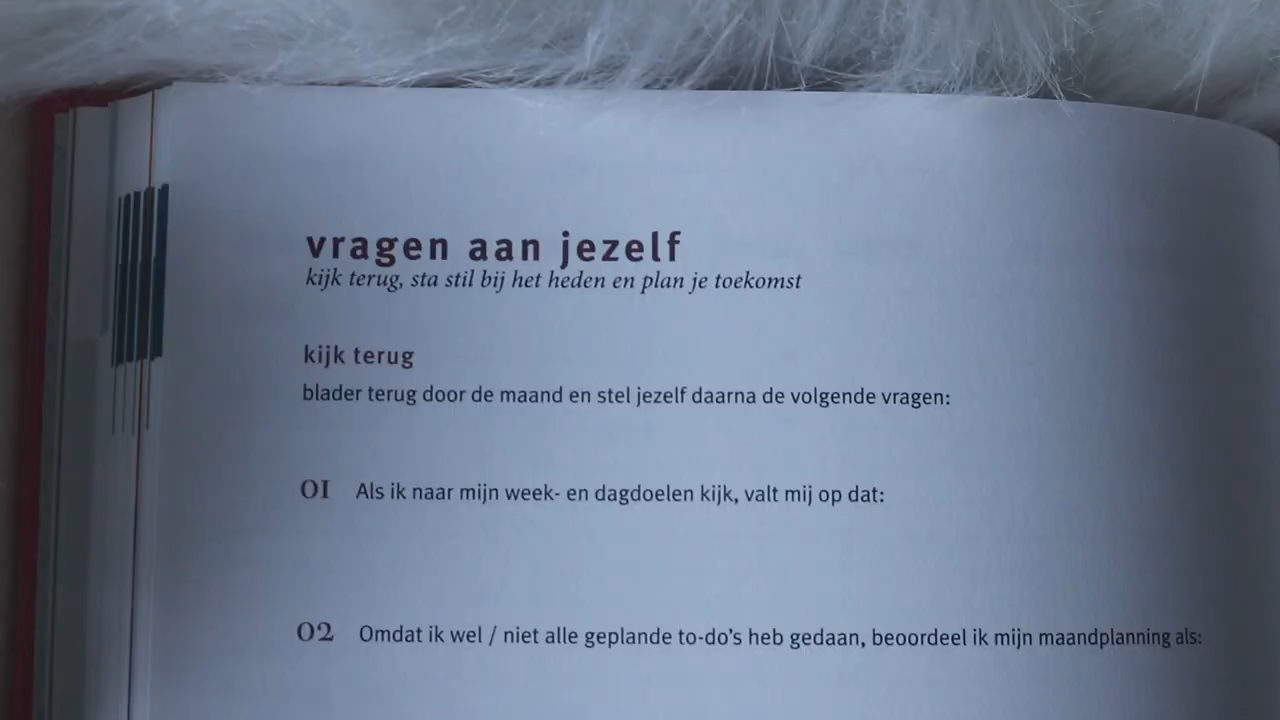 vragen aan jezelf
kijk terug, sta stil bij het heden en plan je toekomst
kijk terug
blader terug door de maand en stel jezelf daarna de volgende vragen:
01 Als ik naar mijn week- en dagdoelen kijk, valt mij op dat:
02 Omdat ik wel / niet alle geplande to-do's heb gedaan, beoordeel ik mijn maandplanning als: